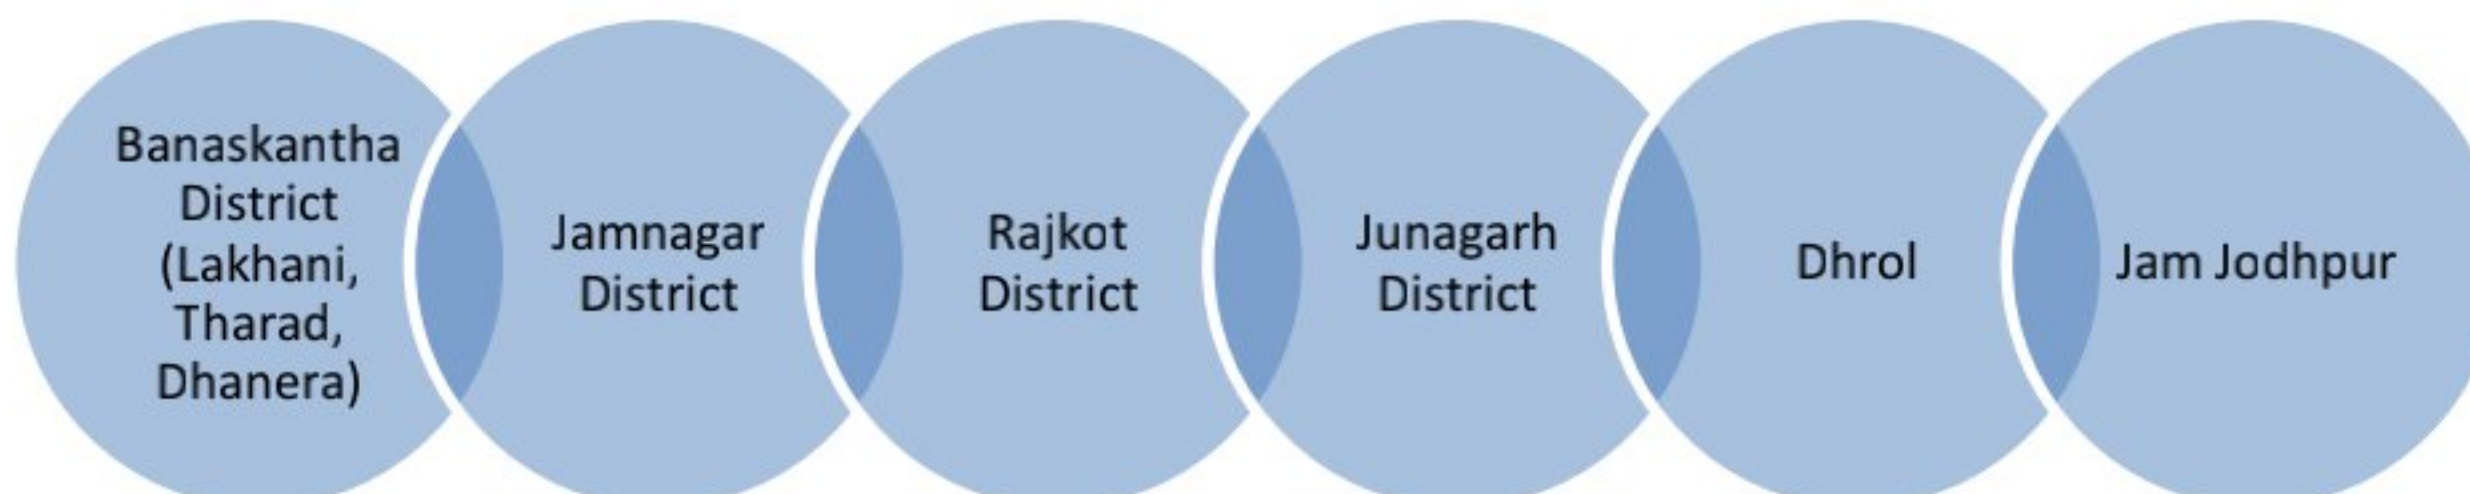 Banaskantha
District
(Lakhani,
Tharad,
Dhanera)
Jamnagar
District
Rajkot
District
Junagarh
District
Dhrol
Jam Jodhpur